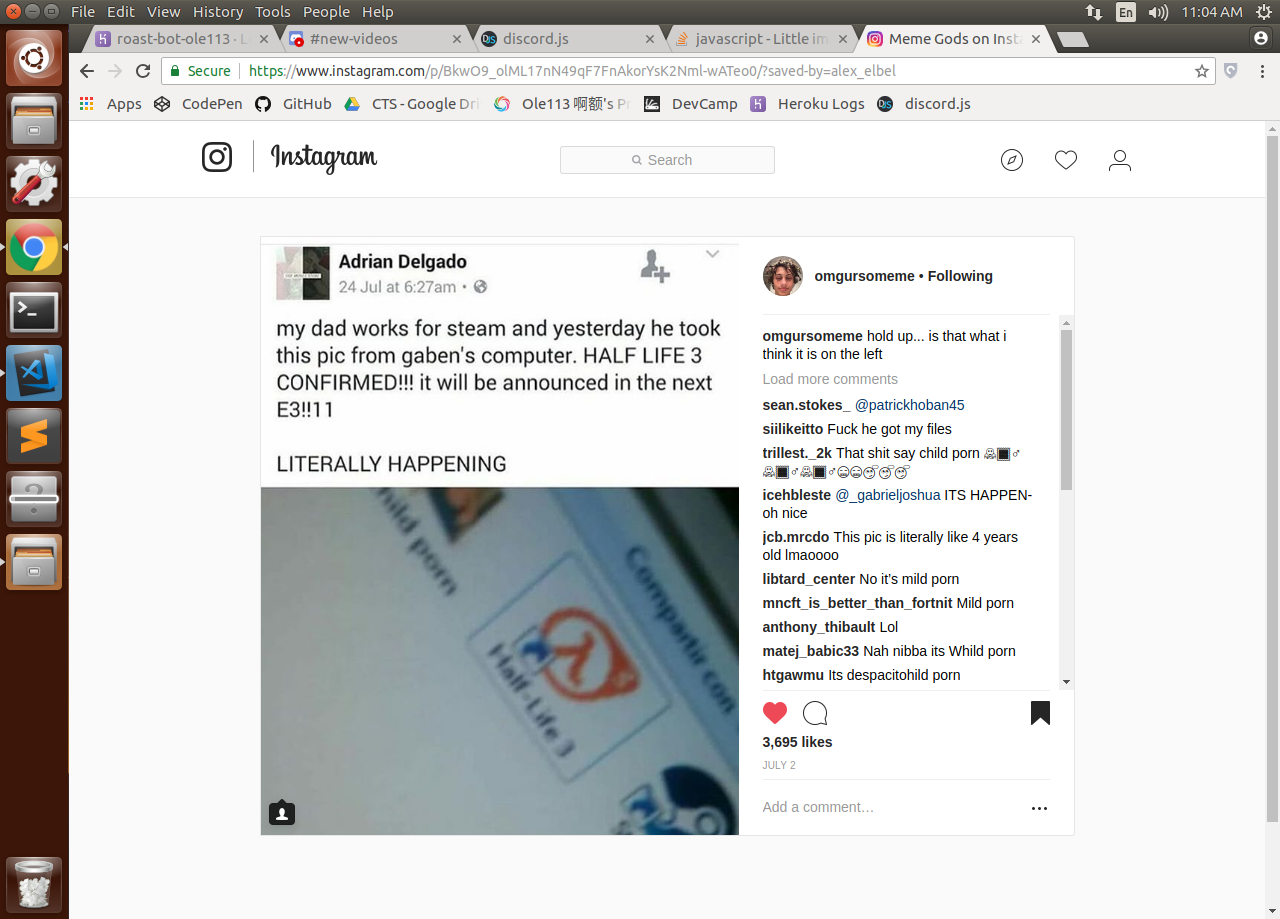 File Edit View History Tools People Help
En 11:04 AM
roast-bot-ole113 · L
#new-videos
discord.js
javascript - Little im
Meme Gods on Insta
Secure https://www.instagram.com/p/BkwO9_olML17nN49qF7FnAkorYsK2Nml-wATeo0/?saved-by=alex_elbel
Apps CodePen GitHub CTS - Google Dri Ole113 啊额's Pr DevCamp Heroku Logs discord.js
Instagram
Search
Adrian Delgado
24 Jul at 6:27am •
my dad works for steam and yesterday he took
this pic from gaben's computer. HALF LIFE 3
CONFIRMED!!! it will be announced in the next
E3!!11
LITERALLY HAPPENING
hild porn
Compartir con
Half-Life 3
omgursomeme • Following
omgursomeme hold up... is that what i
think it is on the left
Load more comments
sean.stokes_ @patrickhoban45
siilikeitto Fuck he got my files
trillest._2k That shit say child porn
icehbleste @_gabrieljoshua ITS HAPPEN-
oh nice
jcb.mrcdo This pic is literally like 4 years
old lmaoooo
libtard_center No it's mild porn
mncft_is_better_than_fortnit Mild porn
anthony_thibault Lol
matej_babic33 Nah nibba its Whild porn
htgawmu Its despacitohild porn
3,695 likes
JULY 2
Add a comment…